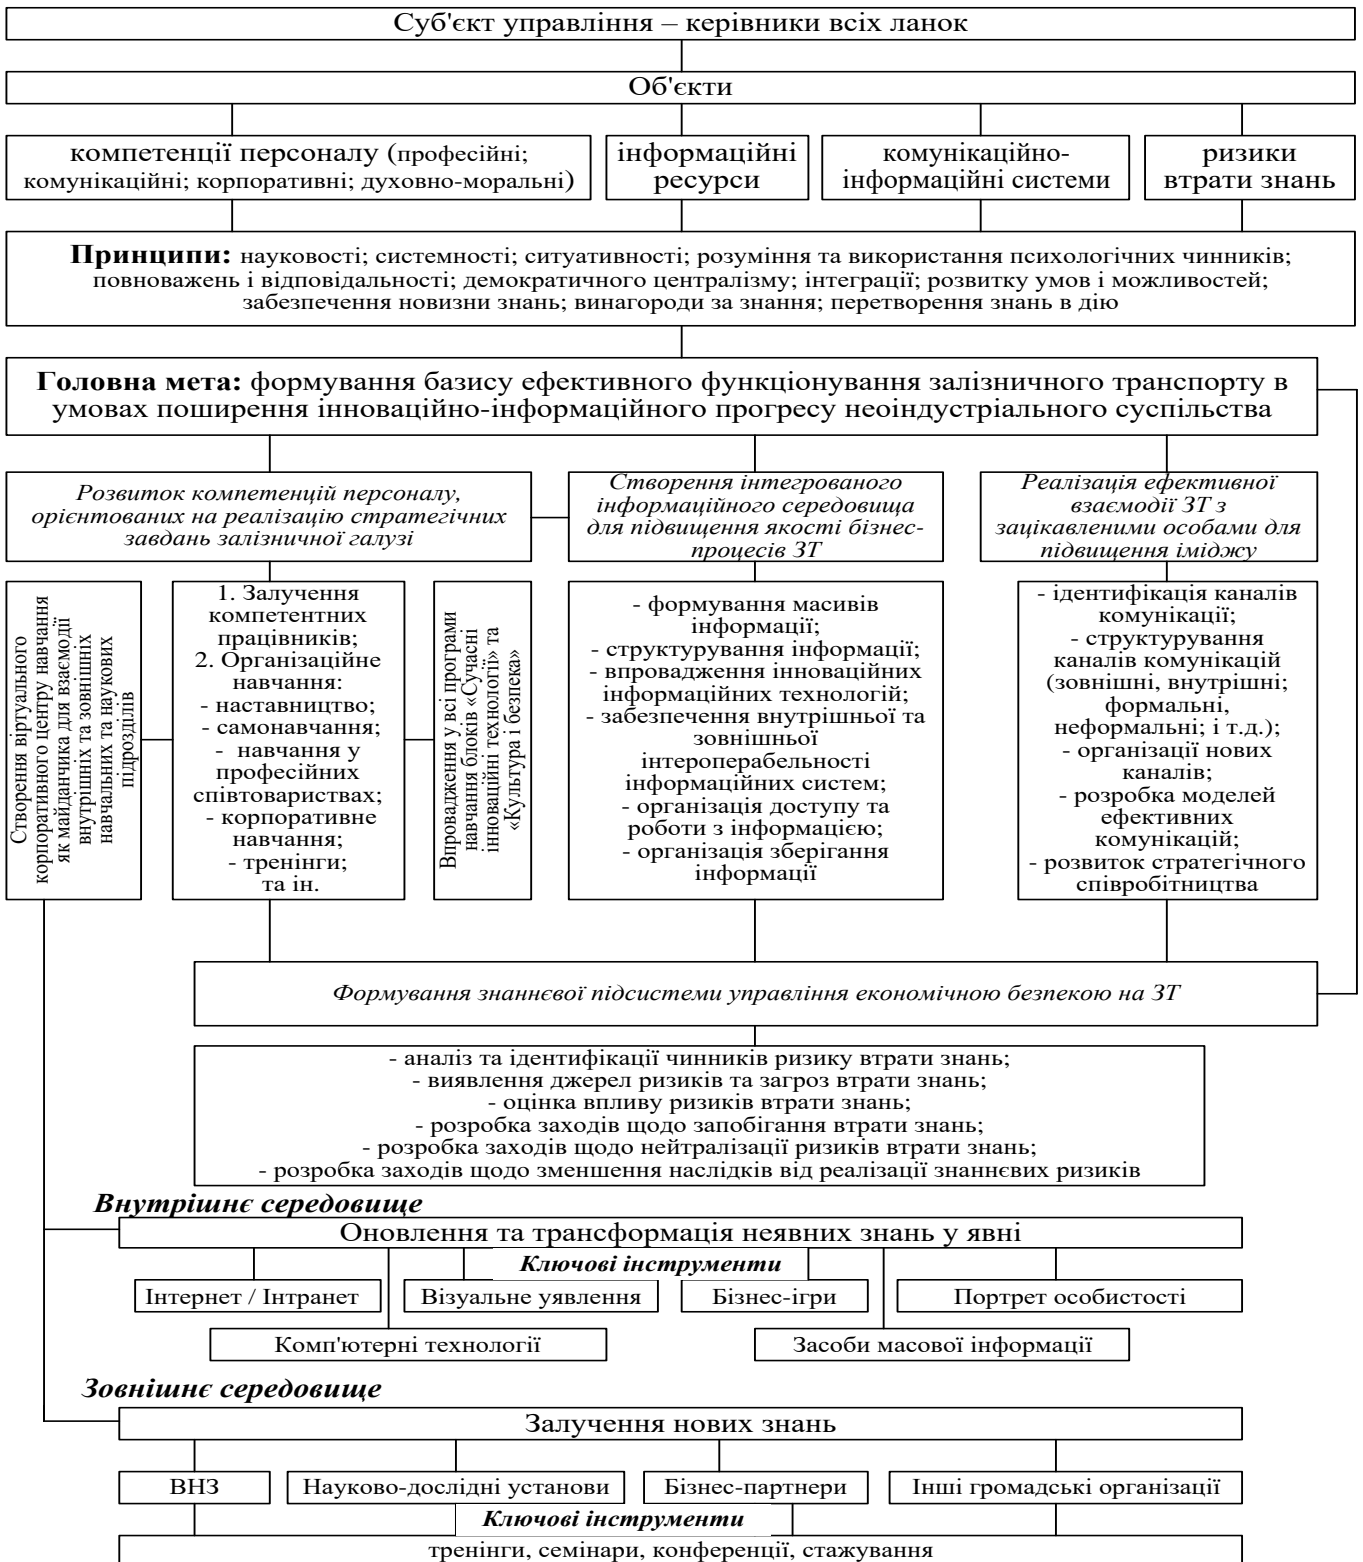 Суб'єкт управління – керівники всіх ланок
Об'єкти
компетенції персоналу (професійні;
комунікаційні; корпоративні; духовно-моральні)
інформаційні
ресурси
комунікаційно-
інформаційні системи
ризики
втрати знань
Принципи: науковості; системності; ситуативності; розуміння та використання психологічних чинників;
повноважень і відповідальності; демократичного централізму; інтеграції; розвитку умов і можливостей;
забезпечення новизни знань; винагороди за знання; перетворення знань в дію
Головна мета: формування базису ефективного функціонування залізничного транспорту в
умовах поширення інноваційно-інформаційного прогресу неоіндустріального суспільства
Розвиток компетенцій персоналу,
орієнтованих на реалізацію стратегічних
завдань залізничної галузі
Створення інтегрованого
інформаційного середовища
для підвищення якості бізнес-
процесів ЗТ
Реалізація ефективної
взаємодії ЗТ з
зацікавленими особами для
підвищення іміджу
Створення віртуального
корпоративного центру навчання
як майданчика для взаємодії
внутрішніх та зовнішніх
навчальних та наукових
підрозділів
1. Залучення
компетентних
працівників;
2. Організаційне
навчання:
- наставництво;
- самонавчання;
- навчання у
професійних
співтовариствах;
- корпоративне
навчання;
- тренінги;
та ін.
Впровадження у всі програми
навчання блоків «Сучасні
інноваційні технології» та
«Культура і безпека»
- формування масивів
інформації;
- структурування інформації;
- впровадження інноваційних
інформаційних технологій;
- забезпечення внутрішньої та
зовнішньої
інтероперабельності
інформаційних систем;
- організація доступу та
роботи з інформацією;
- організація зберігання
інформації
- ідентифікація каналів
комунікації;
- структурування
каналів комунікацій
(зовнішні, внутрішні;
формальні,
неформальні; і т.д.);
- організації нових
каналів;
- розробка моделей
ефективних
комунікацій;
- розвиток стратегічного
співробітництва
Формування знаннєвої підсистеми управління економічною безпекою на ЗТ
- аналіз та ідентифікації чинників ризику втрати знань;
- виявлення джерел ризиків та загроз втрати знань;
- оцінка впливу ризиків втрати знань;
- розробка заходів щодо запобігання втрати знань;
- розробка заходів щодо нейтралізації ризиків втрати знань;
- розробка заходів щодо зменшення наслідків від реалізації знаннєвих ризиків
Внутрішнє середовище
Оновлення та трансформація неявних знань у явні
Ключові інструменти
Інтернет / Інтранет
Візуальне уявлення
Бізнес-ігри
Портрет особистості
Комп'ютерні технології
Засоби масової інформації
Зовнішнє середовище
Залучення нових знань
ВНЗ
Науково-дослідні установи
Бізнес-партнери
Інші громадські організації
Ключові інструменти
тренінги, семінари, конференції, стажування